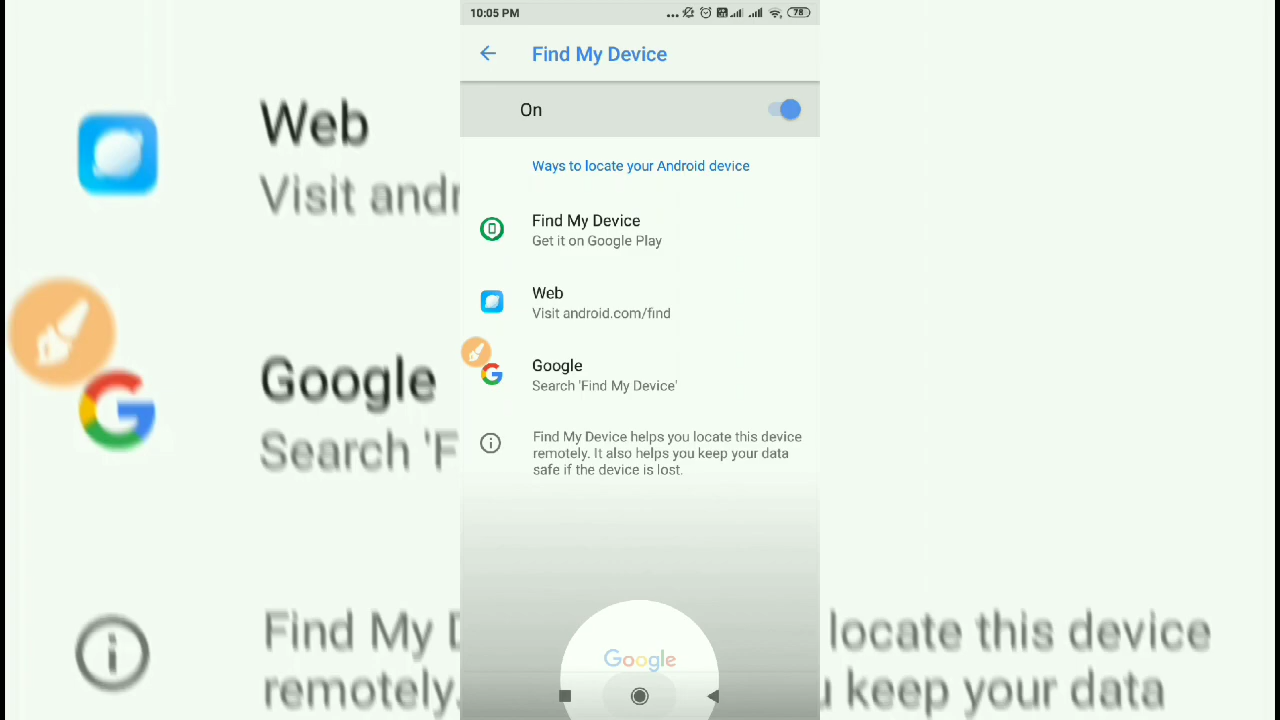 10:05 PM
78
Find My Device
On
Ways to locate your Android device
Find My Device
Get it on Google Play
Web
Visit android.com/find
Google
Search 'Find My Device'
Find My Device helps you locate this device
remotely. It also helps you keep your data
safe if the device is lost.
Google
Web
Visit andr
Google
Search 'F
Find My D
locate this device
remotely.
u keep your data